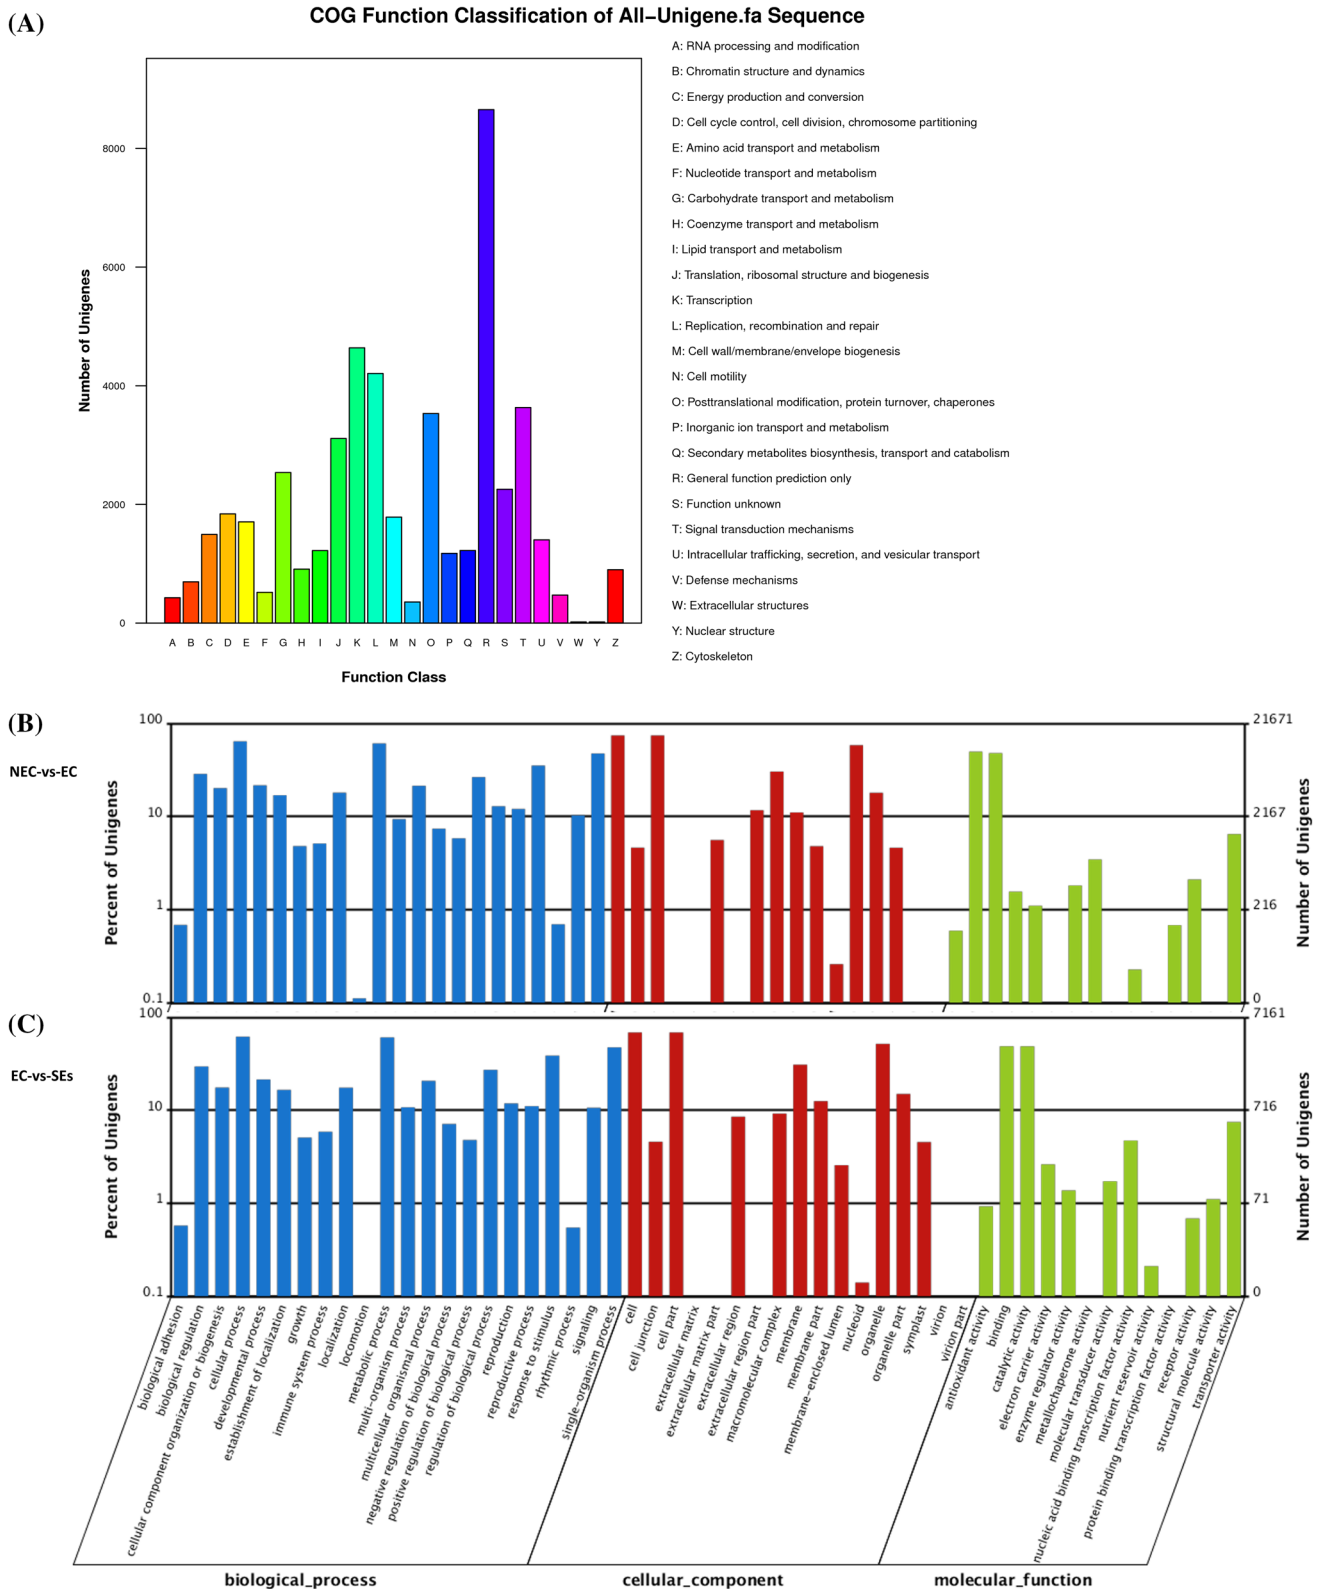 (A)
COG Function Classification of All−Unigene.fa Sequence
Number of Unigenes
8000
6000
4000
2000
0
A B C D E F G H I J K L M N O P Q R S T U V W Y Z
Function Class
A: RNA processing and modification
B: Chromatin structure and dynamics
C: Energy production and conversion
D: Cell cycle control, cell division, chromosome partitioning
E: Amino acid transport and metabolism
F: Nucleotide transport and metabolism
G: Carbohydrate transport and metabolism
H: Coenzyme transport and metabolism
I: Lipid transport and metabolism
J: Translation, ribosomal structure and biogenesis
K: Transcription
L: Replication, recombination and repair
M: Cell wall/membrane/envelope biogenesis
N: Cell motility
O: Posttranslational modification, protein turnover, chaperones
P: Inorganic ion transport and metabolism
Q: Secondary metabolites biosynthesis, transport and catabolism
R: General function prediction only
S: Function unknown
T: Signal transduction mechanisms
U: Intracellular trafficking, secretion, and vesicular transport
V: Defense mechanisms
W: Extracellular structures
Y: Nuclear structure
Z: Cytoskeleton
(B)
NEC-vs-EC
Percent of Unigenes
100
10
1
0.1
21671
2167
216
0
Number of Unigenes
(C)
EC-vs-SEs
Percent of Unigenes
100
10
1
0.1
7161
716
71
0
Number of Unigenes
biological adhesion
biological regulation
cellular component organization or biogenesis
cellular process
developmental process
establishment of localization
growth
immune system process
localization
locomotion
metabolic process
multi−organism process
multicellular organismal process
negative regulation of biological process
positive regulation of biological process
regulation of biological process
reproduction
reproductive process
response to stimulus
rhythmic process
signaling
single−organism process
cell
cell junction
cell part
extracellular matrix
extracellular matrix part
extracellular region
extracellular region part
macromolecular complex
membrane
membrane part
membrane−enclosed lumen
nucleoid
organelle
organelle part
symplast
virion
virion part
antioxidant activity
binding
catalytic activity
electron carrier activity
enzyme regulator activity
metallochaperone activity
molecular transducer activity
nucleic acid binding transcription factor activity
nutrient reservoir activity
protein binding transcription factor activity
receptor activity
structural molecule activity
transporter activity
biological_process
cellular_component
molecular_function